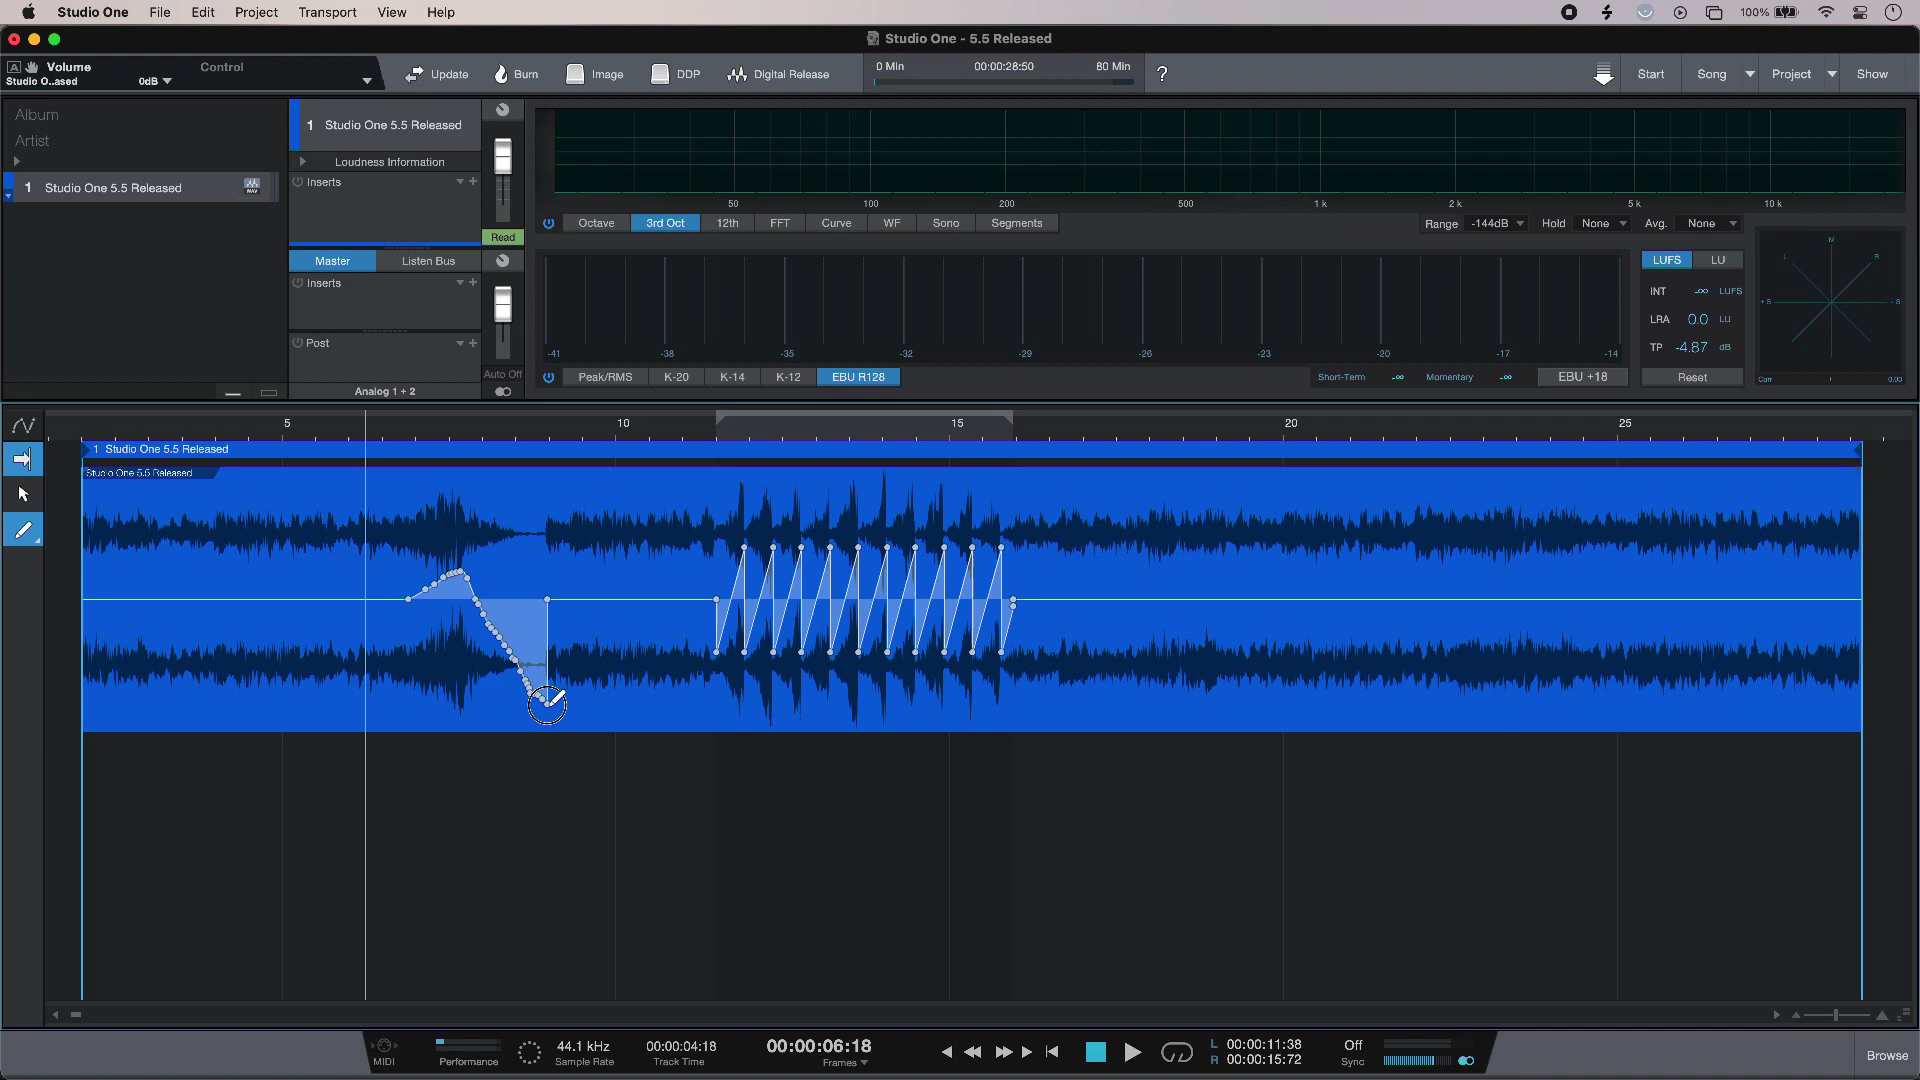 Studio One File Edit Project Transport View Help 100%
Studio One - 5.5 Released
A Volume Control
Studio O..ased 0dB
Update Burn Image DDP Digital Release
0 Min 00:00:28:50 80 Min
? Start Song Project Show
Album
Artist
1 Studio One 5.5 Released WAV
1 Studio One 5.5 Released
Loudness Information
Inserts
Read
Master Listen Bus
Inserts
Post
Auto Off
Analog 1 + 2
50 100 200 500 1k 2k 5k 10k
Octave 3rd Oct 12th FFT Curve WF Sono Segments
Range -144dB Hold None Avg. None
-41 -38 -35 -32 -29 -26 -23 -20 -17 -14
Peak/RMS K-20 K-14 K-12 EBU R128
Short-Term -∞ Momentary -∞ EBU +18
LUFS LU
INT -∞ LUFS
LRA 0.0 LU
TP -4.87 dB
Reset
M
L R
+ S - S
Corr 1 0.00
5 10 15 20 25
1 Studio One 5.5 Released
Studio One 5.5 Released
MIDI
Performance
44.1 kHz
Sample Rate
00:00:04:18
Track Time
00:00:06:18
Frames
L 00:00:11:38
R 00:00:15:72
Off
Sync
Browse